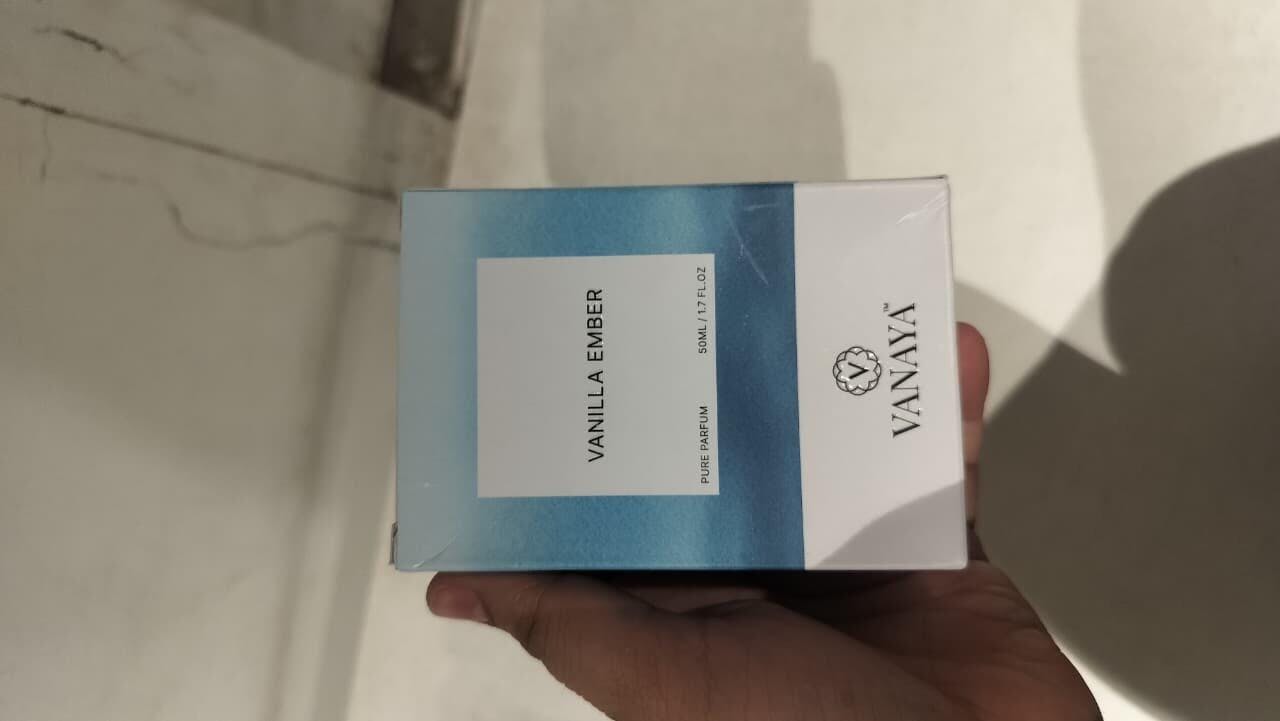 VANILLA EMBER
PURE PARFUM 50ML / 1.7 FL.OZ
V
VANAYA™